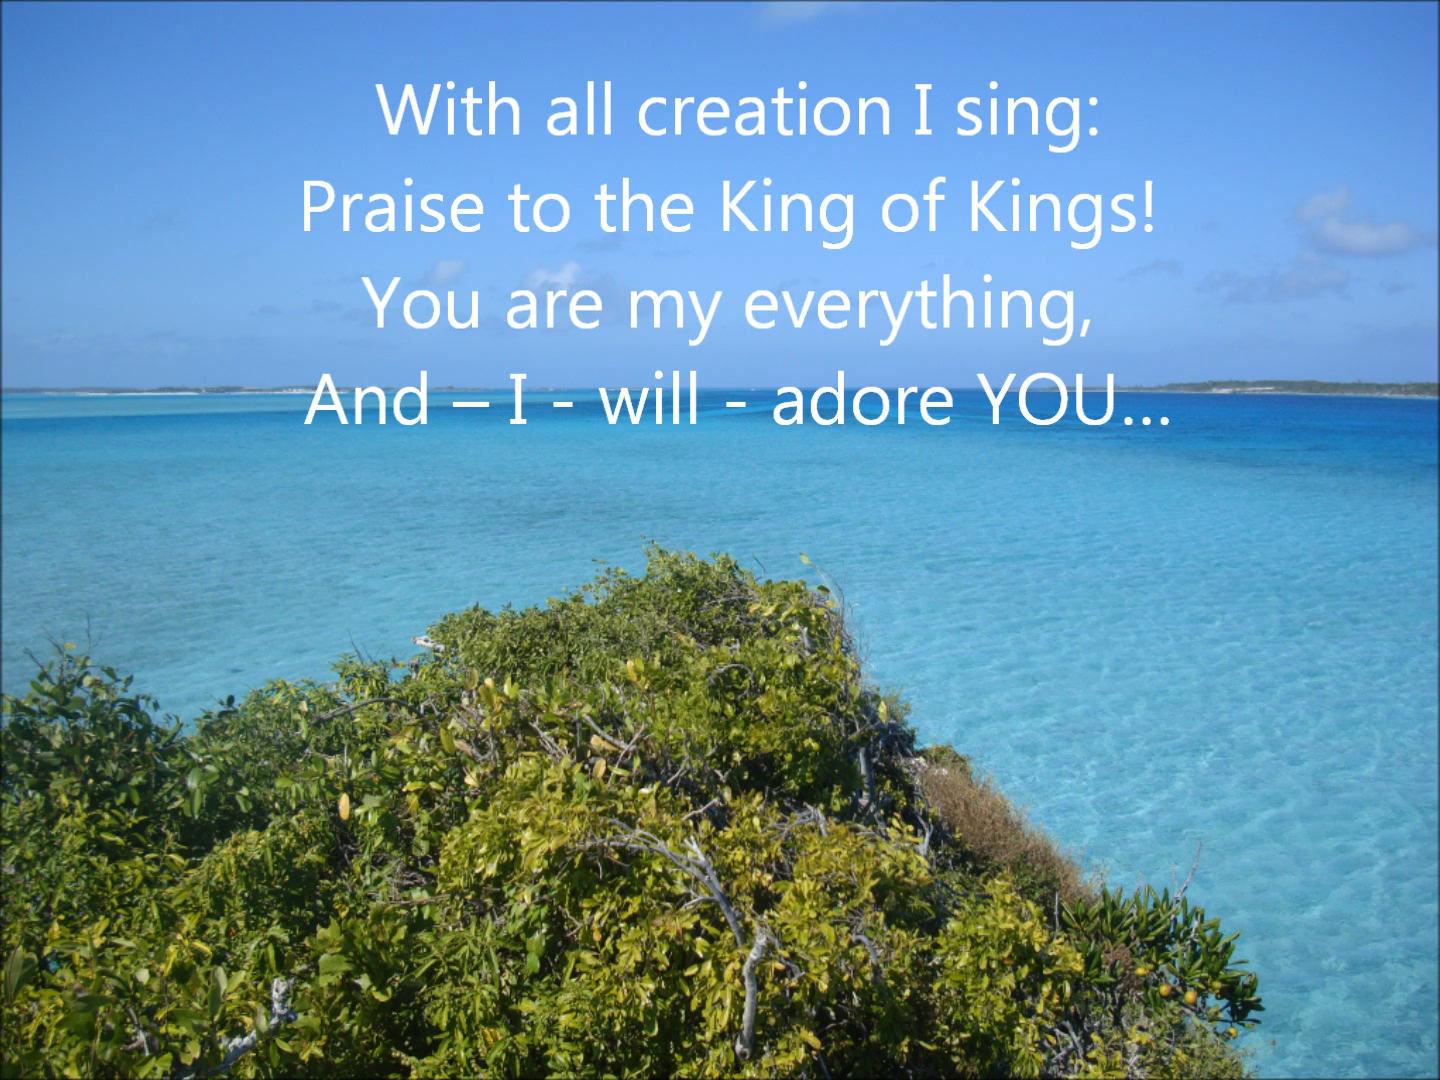 With all creation I sing:
Praise to the King of Kings!
You are my everything,
And – I - will - adore YOU...